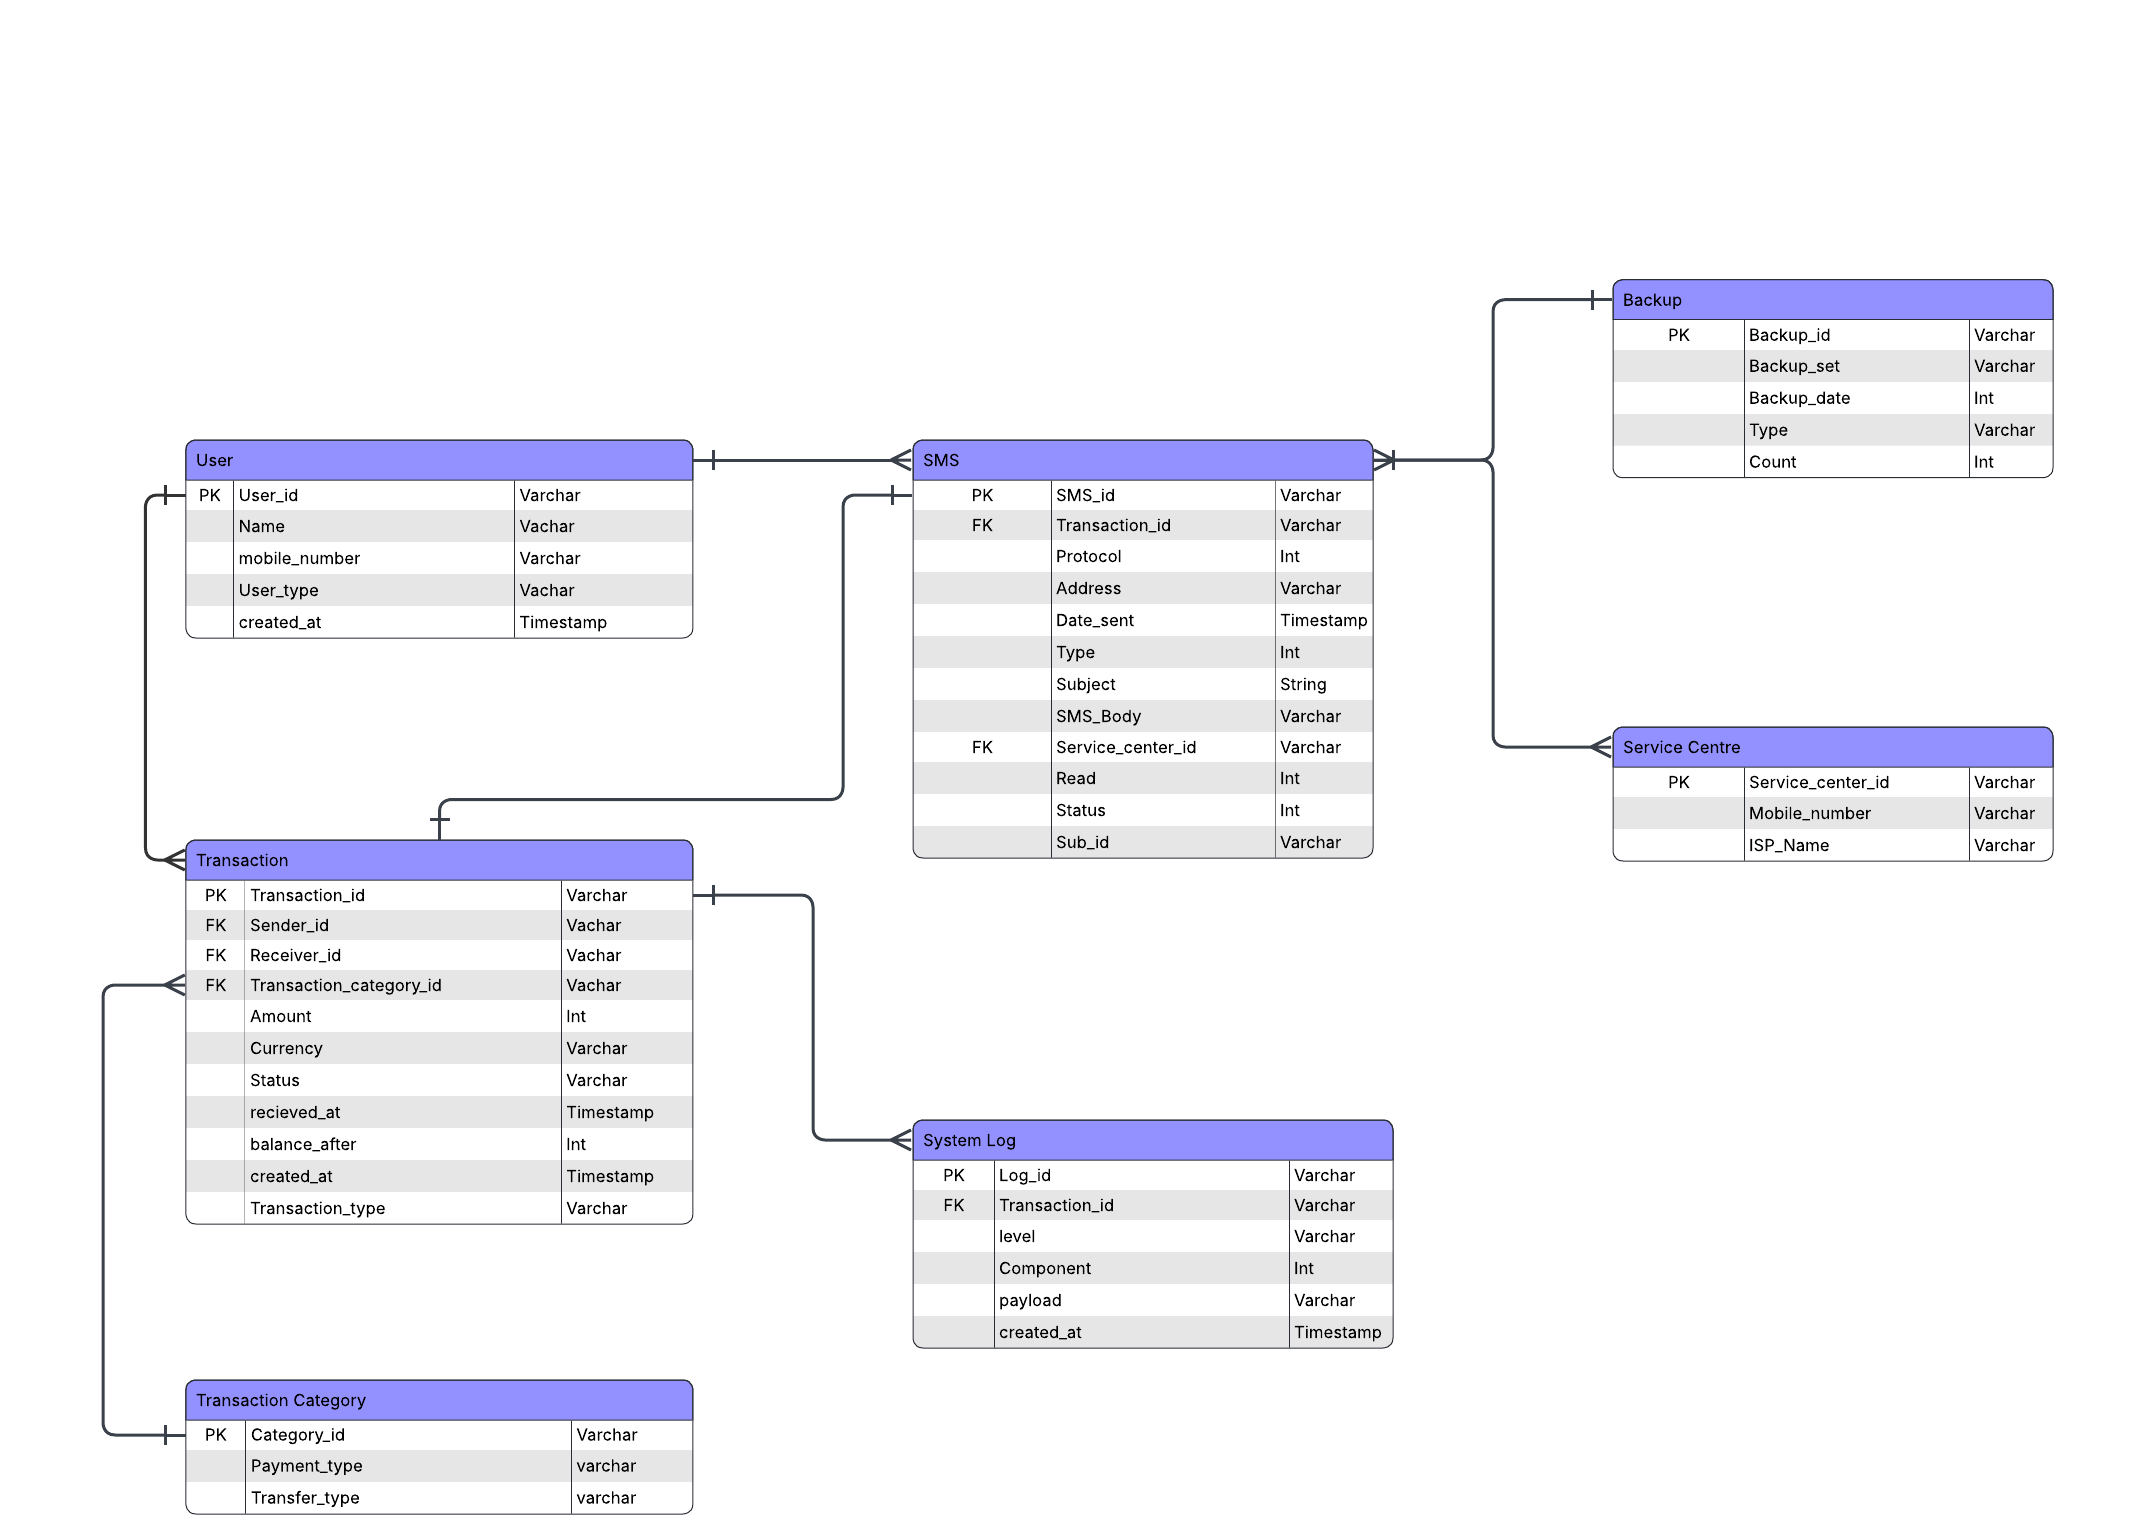 Backup
PK Backup_id Varchar
Backup_set Varchar
Backup_date Int
Type Varchar
Count Int
User
PK User_id Varchar
Name Vachar
mobile_number Varchar
User_type Vachar
created_at Timestamp
SMS
PK SMS_id Varchar
FK Transaction_id Varchar
Protocol Int
Address Varchar
Date_sent Timestamp
Type Int
Subject String
SMS_Body Varchar
FK Service_center_id Varchar
Read Int
Status Int
Sub_id Varchar
Service Centre
PK Service_center_id Varchar
Mobile_number Varchar
ISP_Name Varchar
Transaction
PK Transaction_id Varchar
FK Sender_id Vachar
FK Receiver_id Vachar
FK Transaction_category_id Vachar
Amount Int
Currency Varchar
Status Varchar
recieved_at Timestamp
balance_after Int
created_at Timestamp
Transaction_type Varchar
System Log
PK Log_id Varchar
FK Transaction_id Varchar
level Varchar
Component Int
payload Varchar
created_at Timestamp
Transaction Category
PK Category_id Varchar
Payment_type varchar
Transfer_type varchar